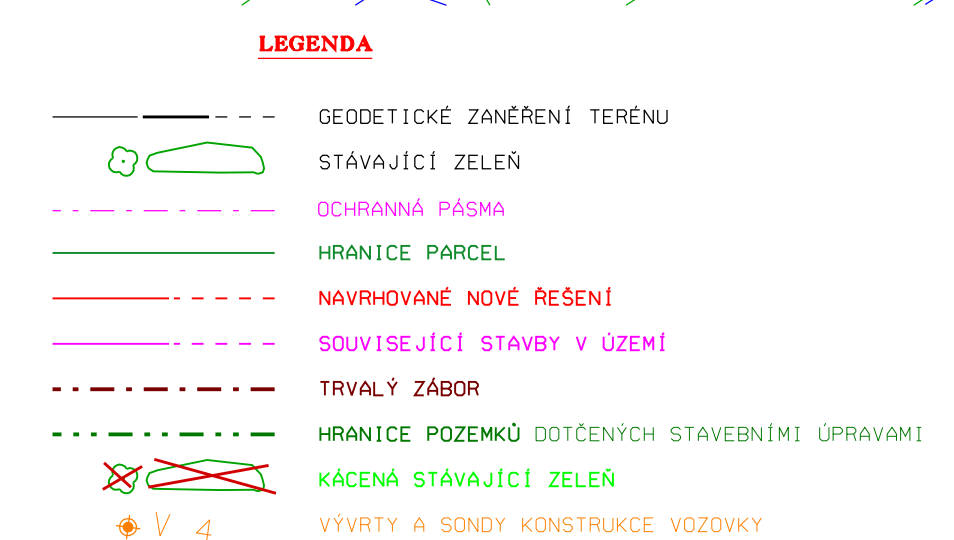 LEGENDA
GEODETICKÉ ZANĚŘENÍ TERÉNU
STÁVAJÍCÍ ZELEŇ
OCHRANNÁ PÁSMA
HRANICE PARCEL
NAVRHOVANÉ NOVÉ ŘEŠENÍ
SOUVISEJÍCÍ STAVBY V ÚZEMÍ
TRVALÝ ZÁBOR
HRANICE POZEMKŮ DOTČENÝCH STAVEBNÍMI ÚPRAVAMI
KÁCENÁ STÁVAJÍCÍ ZELEŇ
V 4 VÝVRTY A SONDY KONSTRUKCE VOZOVKY